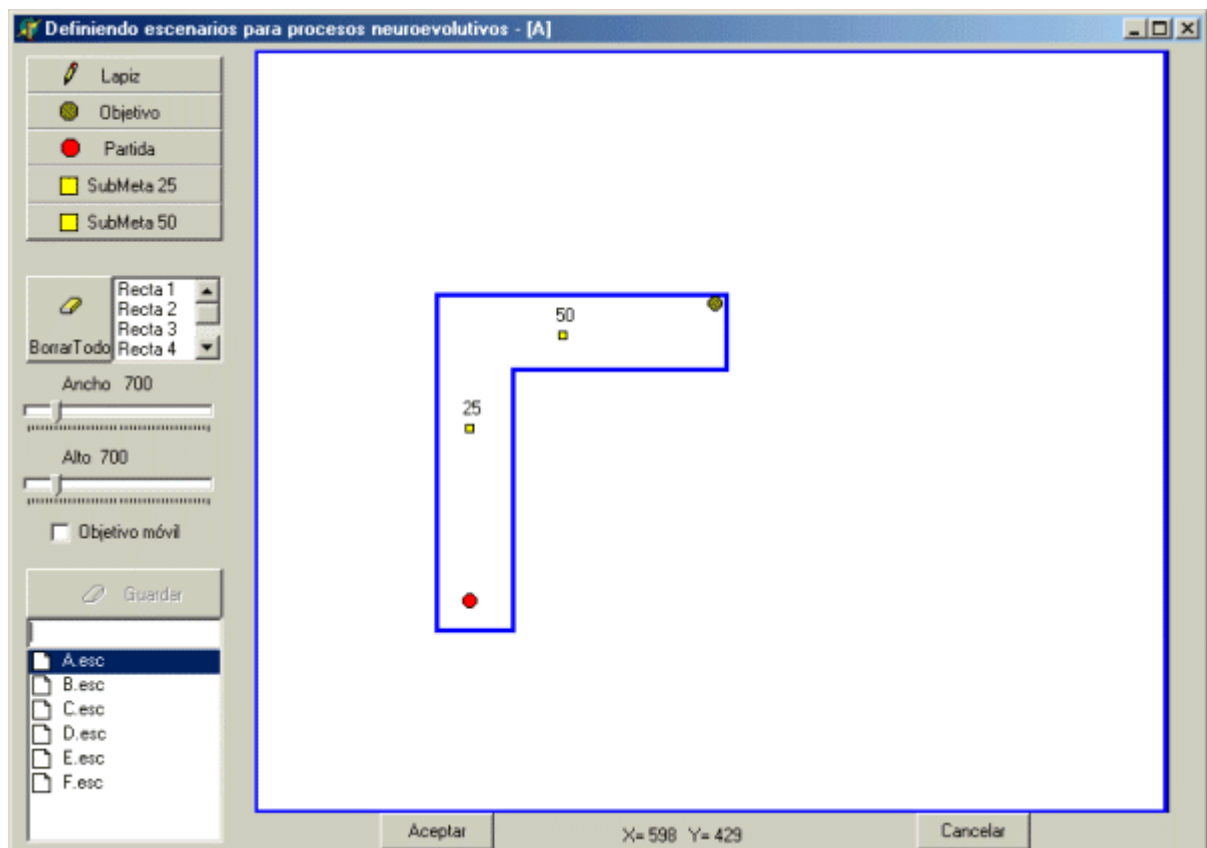 Definiendo escenarios para procesos neuroevolutivos - [A]
Lapiz
Objetivo
Partida
SubMeta 25
SubMeta 50
BorrarTodo
Recta 1
Recta 2
Recta 3
Recta 4
Ancho 700
Alto 700
Objetivo móvil
Guardar
A.esc
B.esc
C.esc
D.esc
E.esc
F.esc
50
25
Aceptar
X= 598 Y= 429
Cancelar